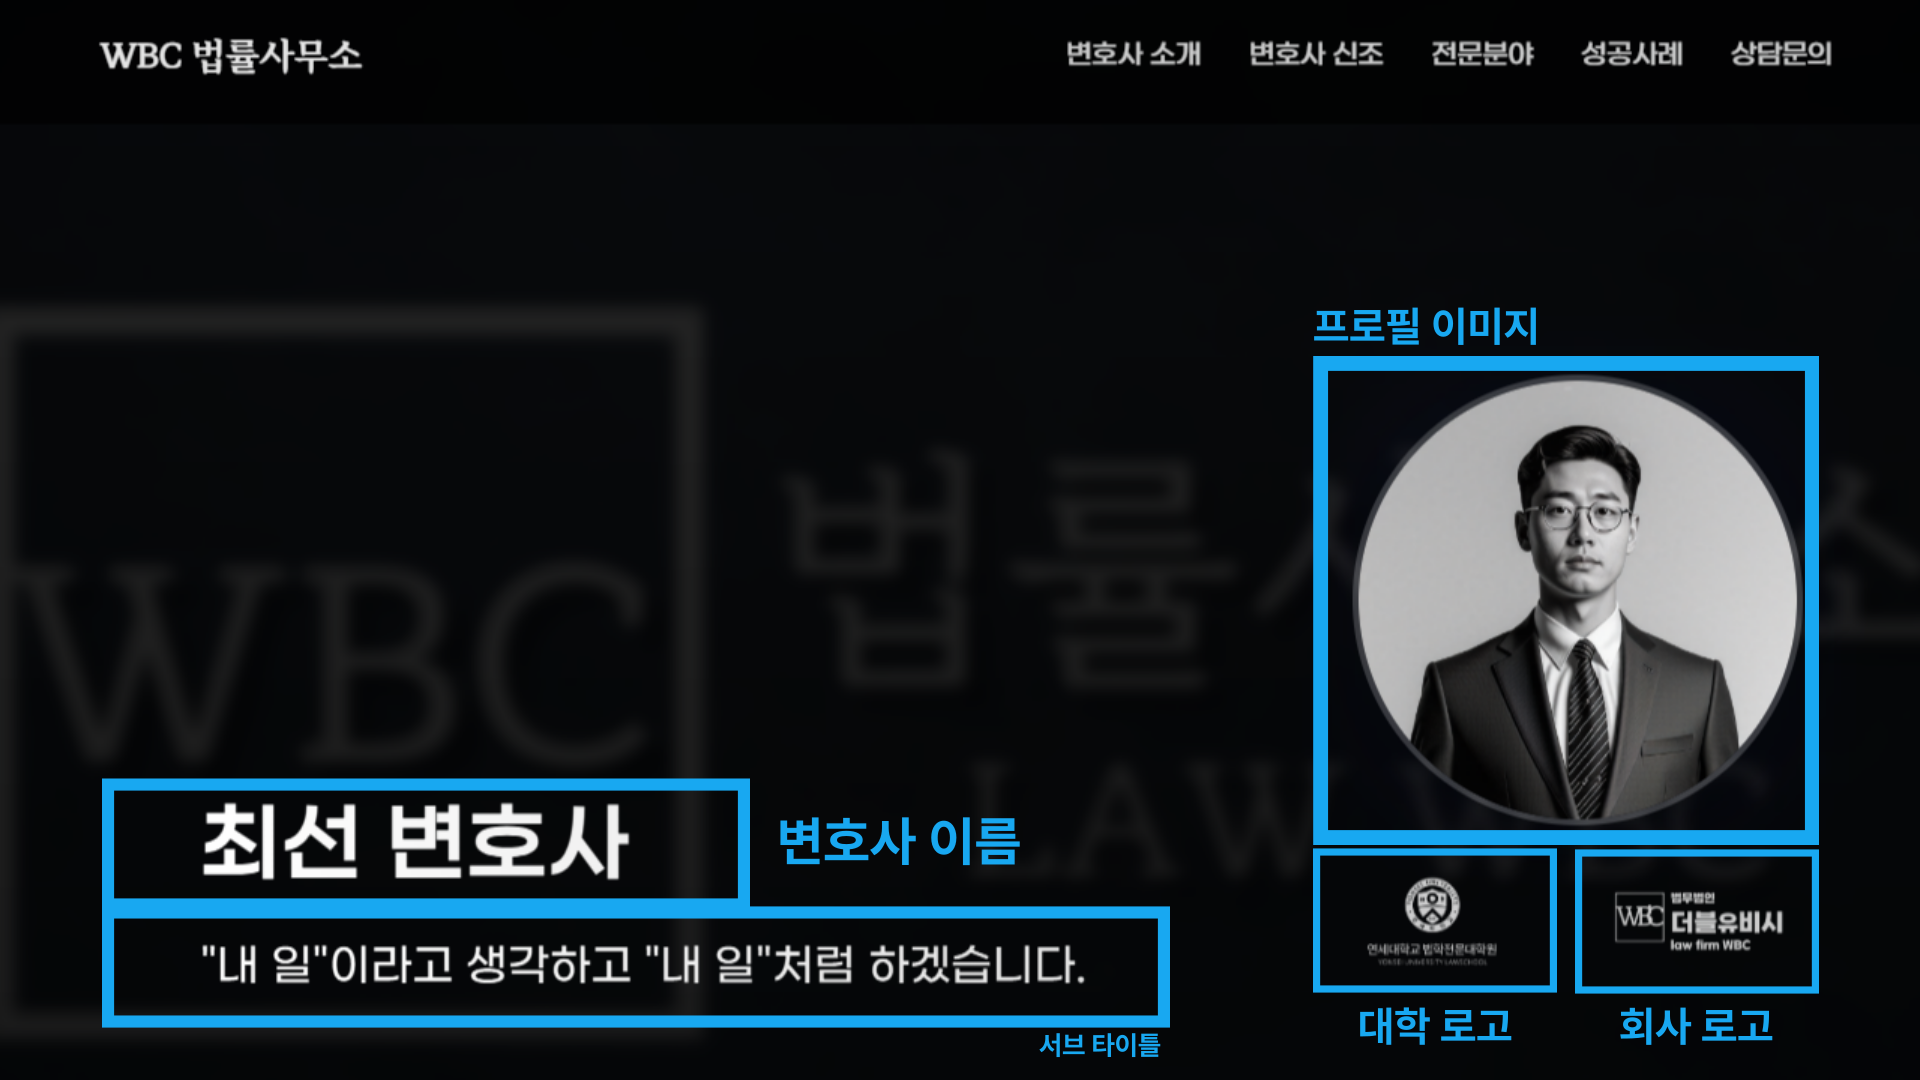 WBC 법률사무소
변호사 소개 변호사 신조 전문분야 성공사례 상담문의
프로필 이미지
WBC
법률사 소
LAW WBC
최선 변호사
변호사 이름
"내 일"이라고 생각하고 "내 일"처럼 하겠습니다.
서브 타이틀
연세대학교 법학전문대학원
YONSEI UNIVERSITY LAW SCHOOL
대학 로고
WBC
법무법인
더블유비시
law firm WBC
회사 로고